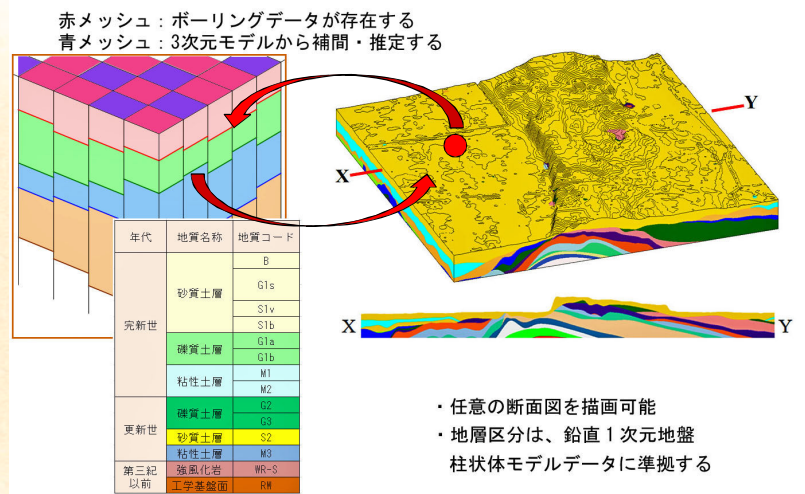 赤メッシュ：ボーリングデータが存在する
青メッシュ：3次元モデルから補間・推定する
X
Y
年代 地質名称 地質コード
完新世 砂質土層 B
G1s
S1v
S1b
礫質土層 G1a
G1b
粘性土層 M1
M2
更新世 礫質土層 G2
G3
砂質土層 S2
粘性土層 M3
第三紀以前 強風化岩 WR-S
工学基盤面 RW
X
Y
・任意の断面図を描画可能
・地層区分は、鉛直１次元地盤
柱状体モデルデータに準拠する